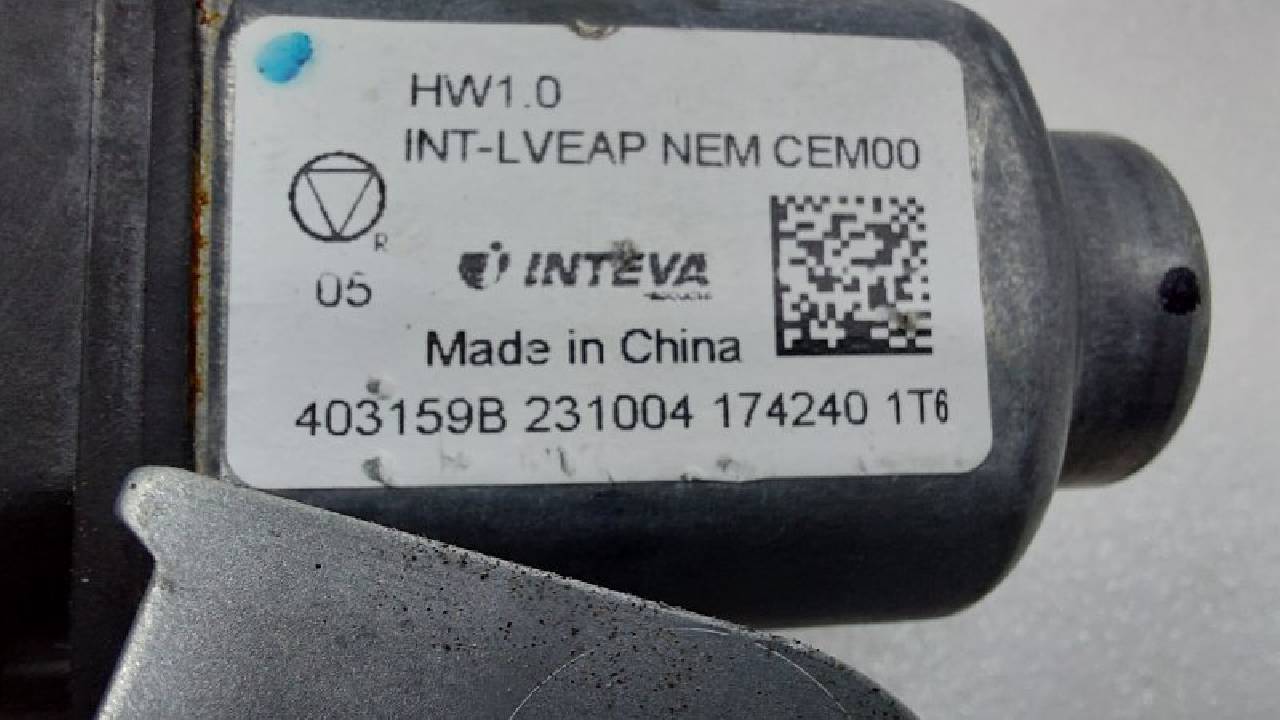 HW1.0
INT-LVEAP NEM CEM00
R
05
INTEVA
Made in China
403159B 231004 174240 1T6